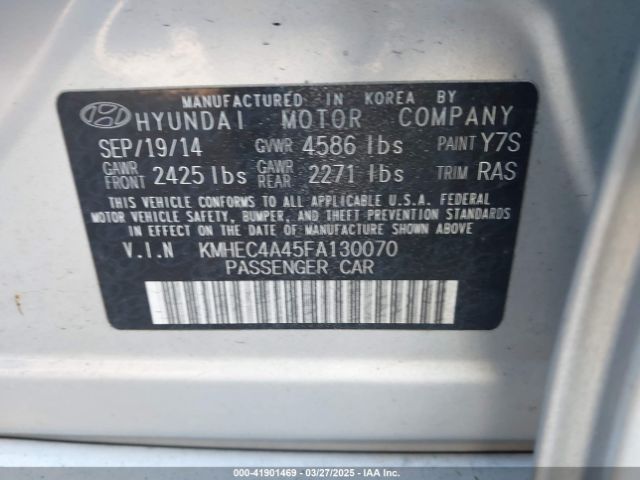 MANUFACTURED IN KOREA BY
HYUNDAI MOTOR COMPANY
SEP/19/14 GVWR 4586 lbs PAINT Y7S
GAWR FRONT 2425 lbs GAWR REAR 2271 lbs TRIM RAS
THIS VEHICLE CONFORMS TO ALL APPLICABLE U.S.A. FEDERAL
MOTOR VEHICLE SAFETY, BUMPER, AND THEFT PREVENTION STANDARDS
IN EFFECT ON THE DATE OF MANUFACTURE SHOWN ABOVE
V.I.N KMHEC4A45FA130070
PASSENGER CAR
000-41901469 — 03/27/2025 — IAA Inc.